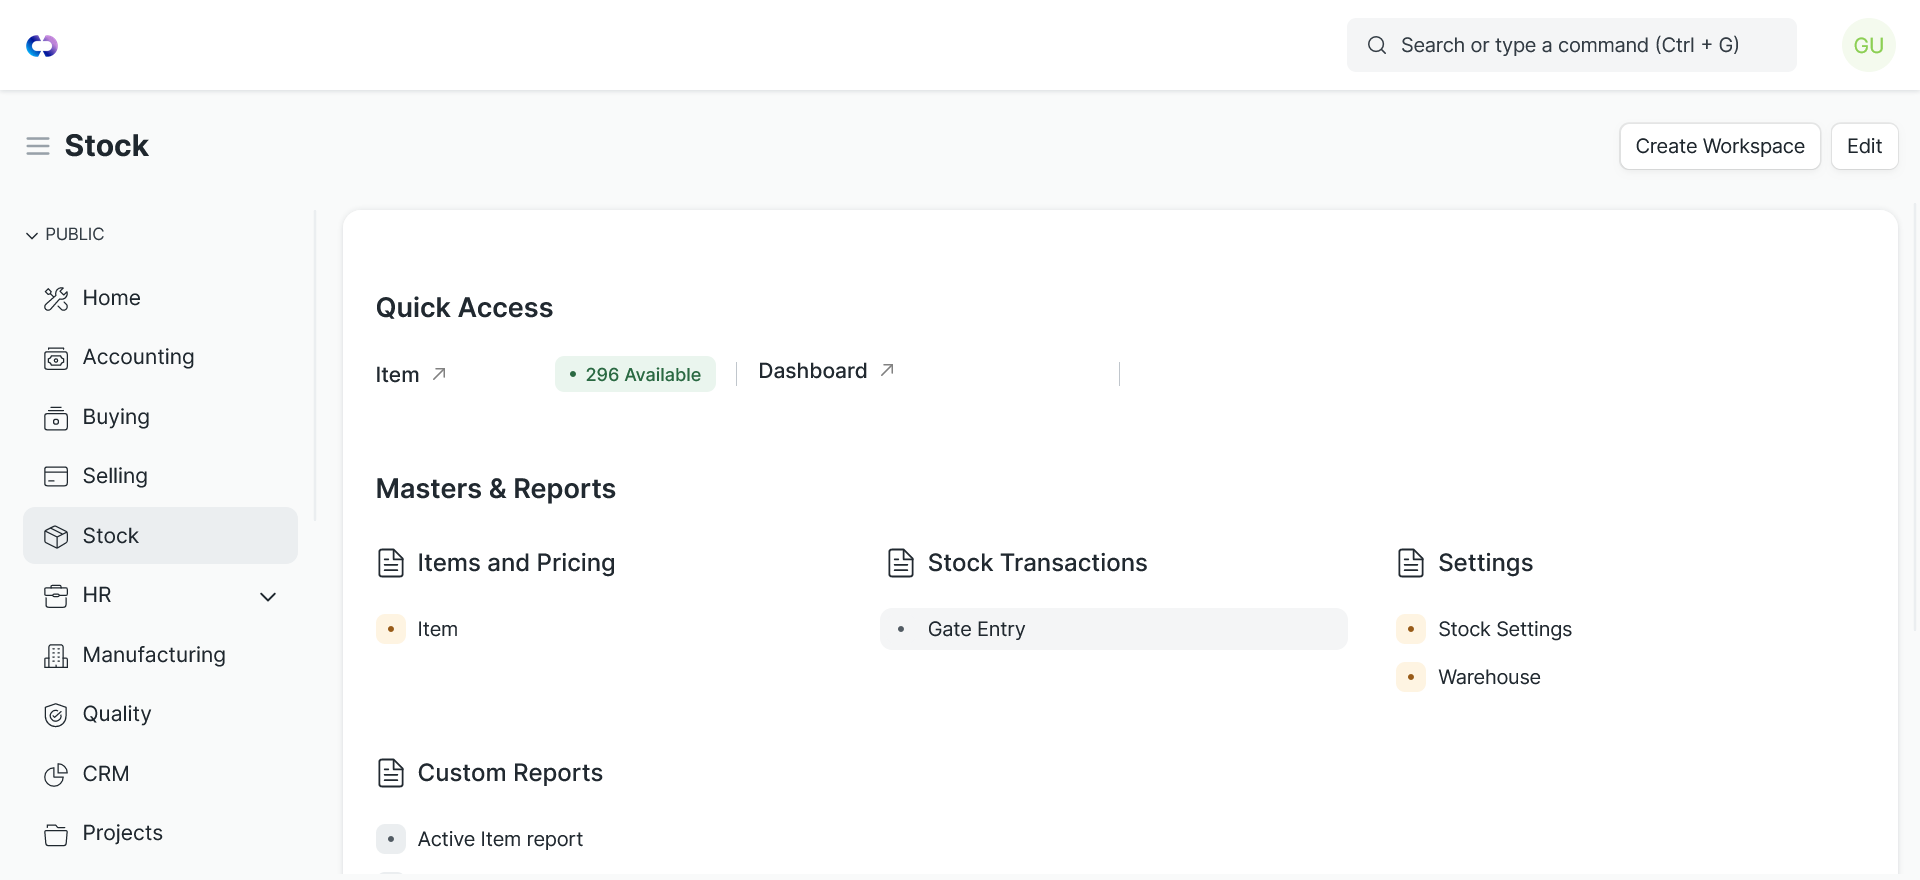 Search or type a command (Ctrl + G)
GU
Stock
Create Workspace
Edit
PUBLIC
Home
Accounting
Buying
Selling
Stock
HR
Manufacturing
Quality
CRM
Projects
Quick Access
Item
296 Available
Dashboard
Masters & Reports
Items and Pricing
Item
Stock Transactions
Gate Entry
Settings
Stock Settings
Warehouse
Custom Reports
Active Item report